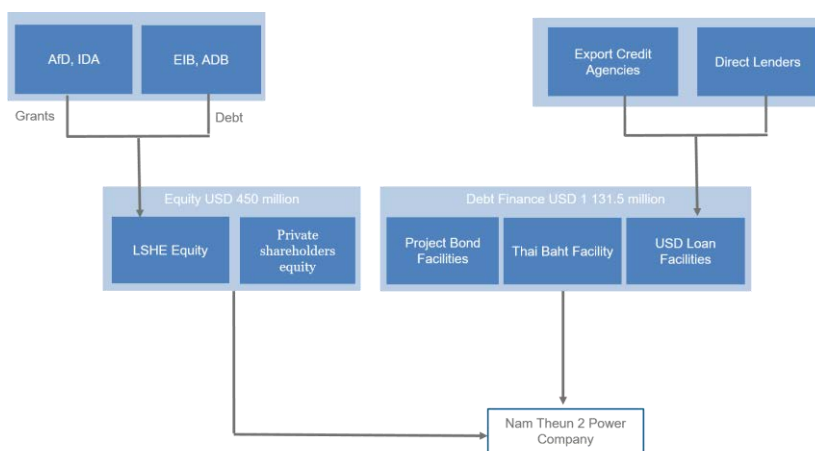 AfD, IDA
EIB, ADB
Export Credit
Agencies
Direct Lenders
Grants
Debt
Equity USD 450 million
Debt Finance USD 1 131.5 million
LSHE Equity
Private
shareholders
equity
Project Bond
Facilities
Thai Baht Facility
USD Loan
Facilities
Nam Theun 2 Power
Company